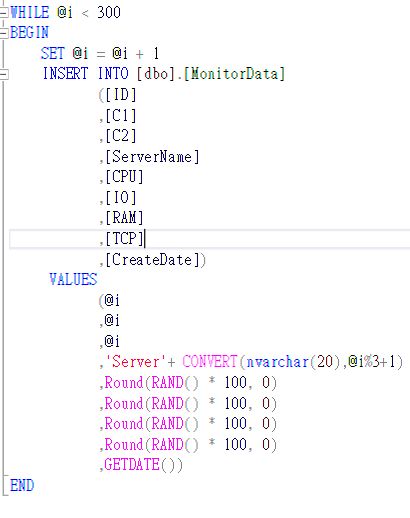 WHILE @i < 300
BEGIN
SET @i = @i + 1
INSERT INTO [dbo].[MonitorData]
([ID]
,[C1]
,[C2]
,[ServerName]
,[CPU]
,[IO]
,[RAM]
,[TCP]
,[CreateDate])
VALUES
(@i
,@i
,@i
,'Server'+ CONVERT(nvarchar(20),@i%3+1)
,Round(RAND() * 100, 0)
,Round(RAND() * 100, 0)
,Round(RAND() * 100, 0)
,Round(RAND() * 100, 0)
,GETDATE())
END